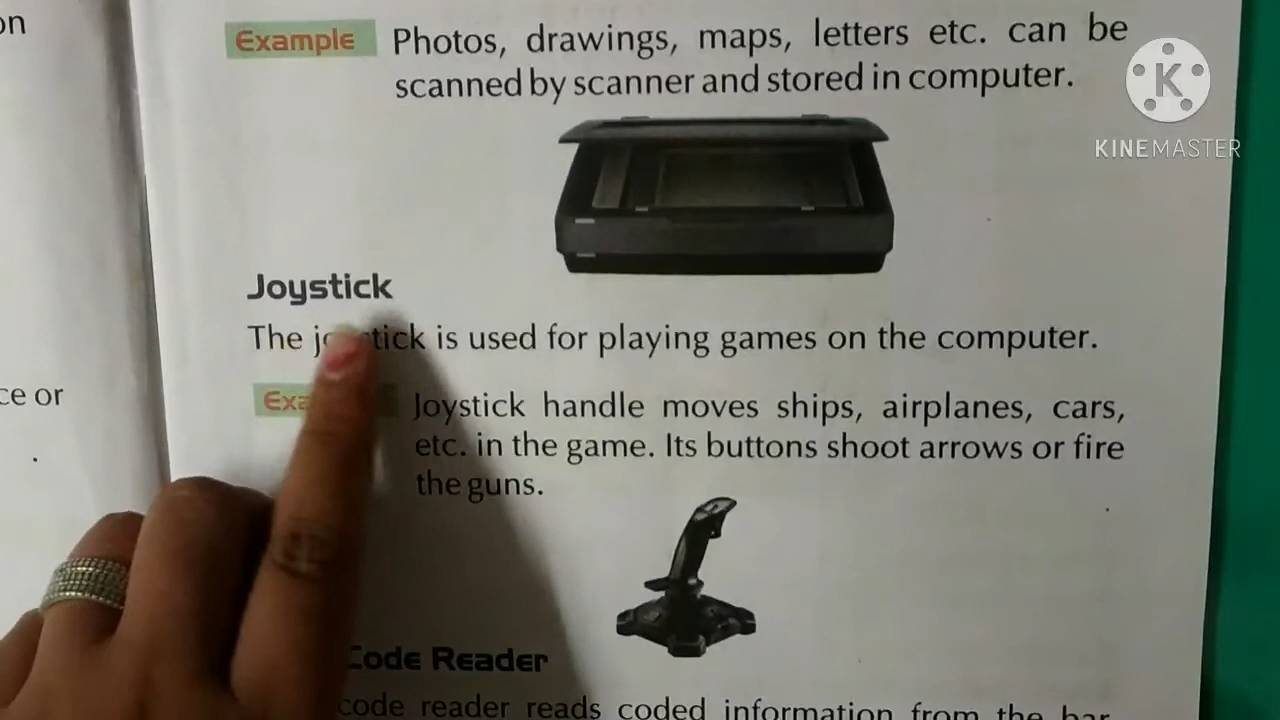 on
Example Photos, drawings, maps, letters etc. can be
scanned by scanner and stored in computer.
K
KINEMASTER
Joystick
The joystick is used for playing games on the computer.
ce or
Joystick handle moves ships, airplanes, cars,
etc. in the game. Its buttons shoot arrows or fire
the guns.
Code Reader
code reader reads coded information from the bar